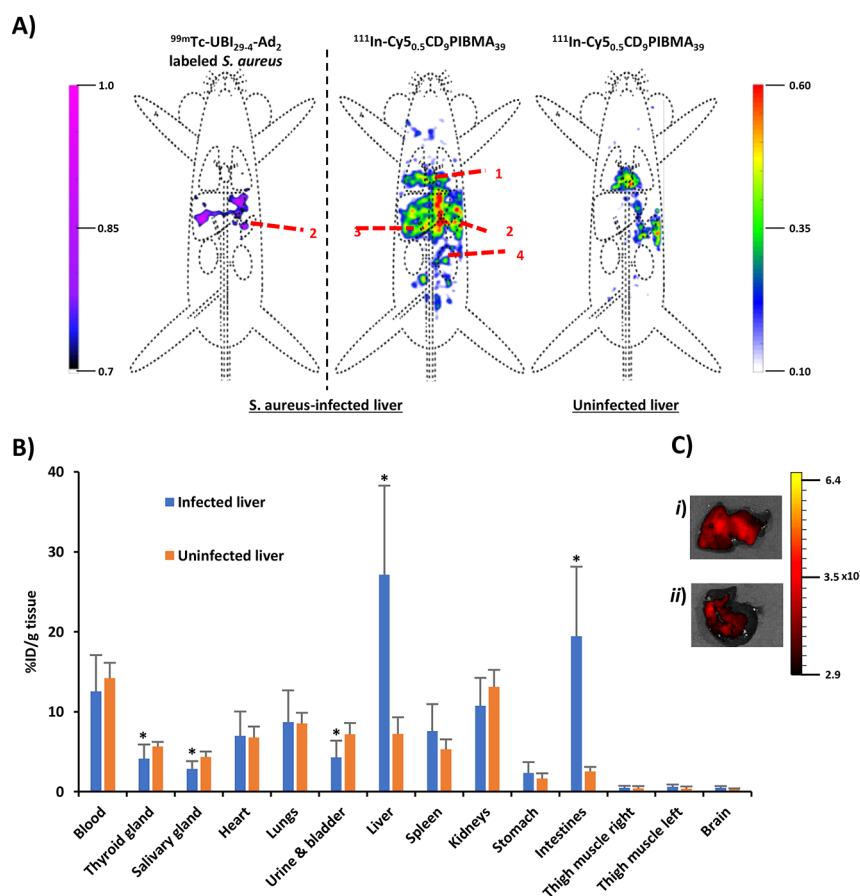 A)
99mTc-UBI29-4-Ad2
labeled S. aureus
111In-Cy50.5CD9PIBMA39
111In-Cy50.5CD9PIBMA39
1.0
0.85
0.7
2
1
3
2
4
0.60
0.35
0.10
S. aureus-infected liver
Uninfected liver
B)
%ID/g tissue
40
30
20
10
0
Infected liver
Uninfected liver
*
*
*
*
*
Blood
Thyroid gland
Salivary gland
Heart
Lungs
Urine & bladder
Liver
Spleen
Kidneys
Stomach
Intestines
Thigh muscle right
Thigh muscle left
Brain
C)
i)
ii)
6.4
3.5 x10
2.9